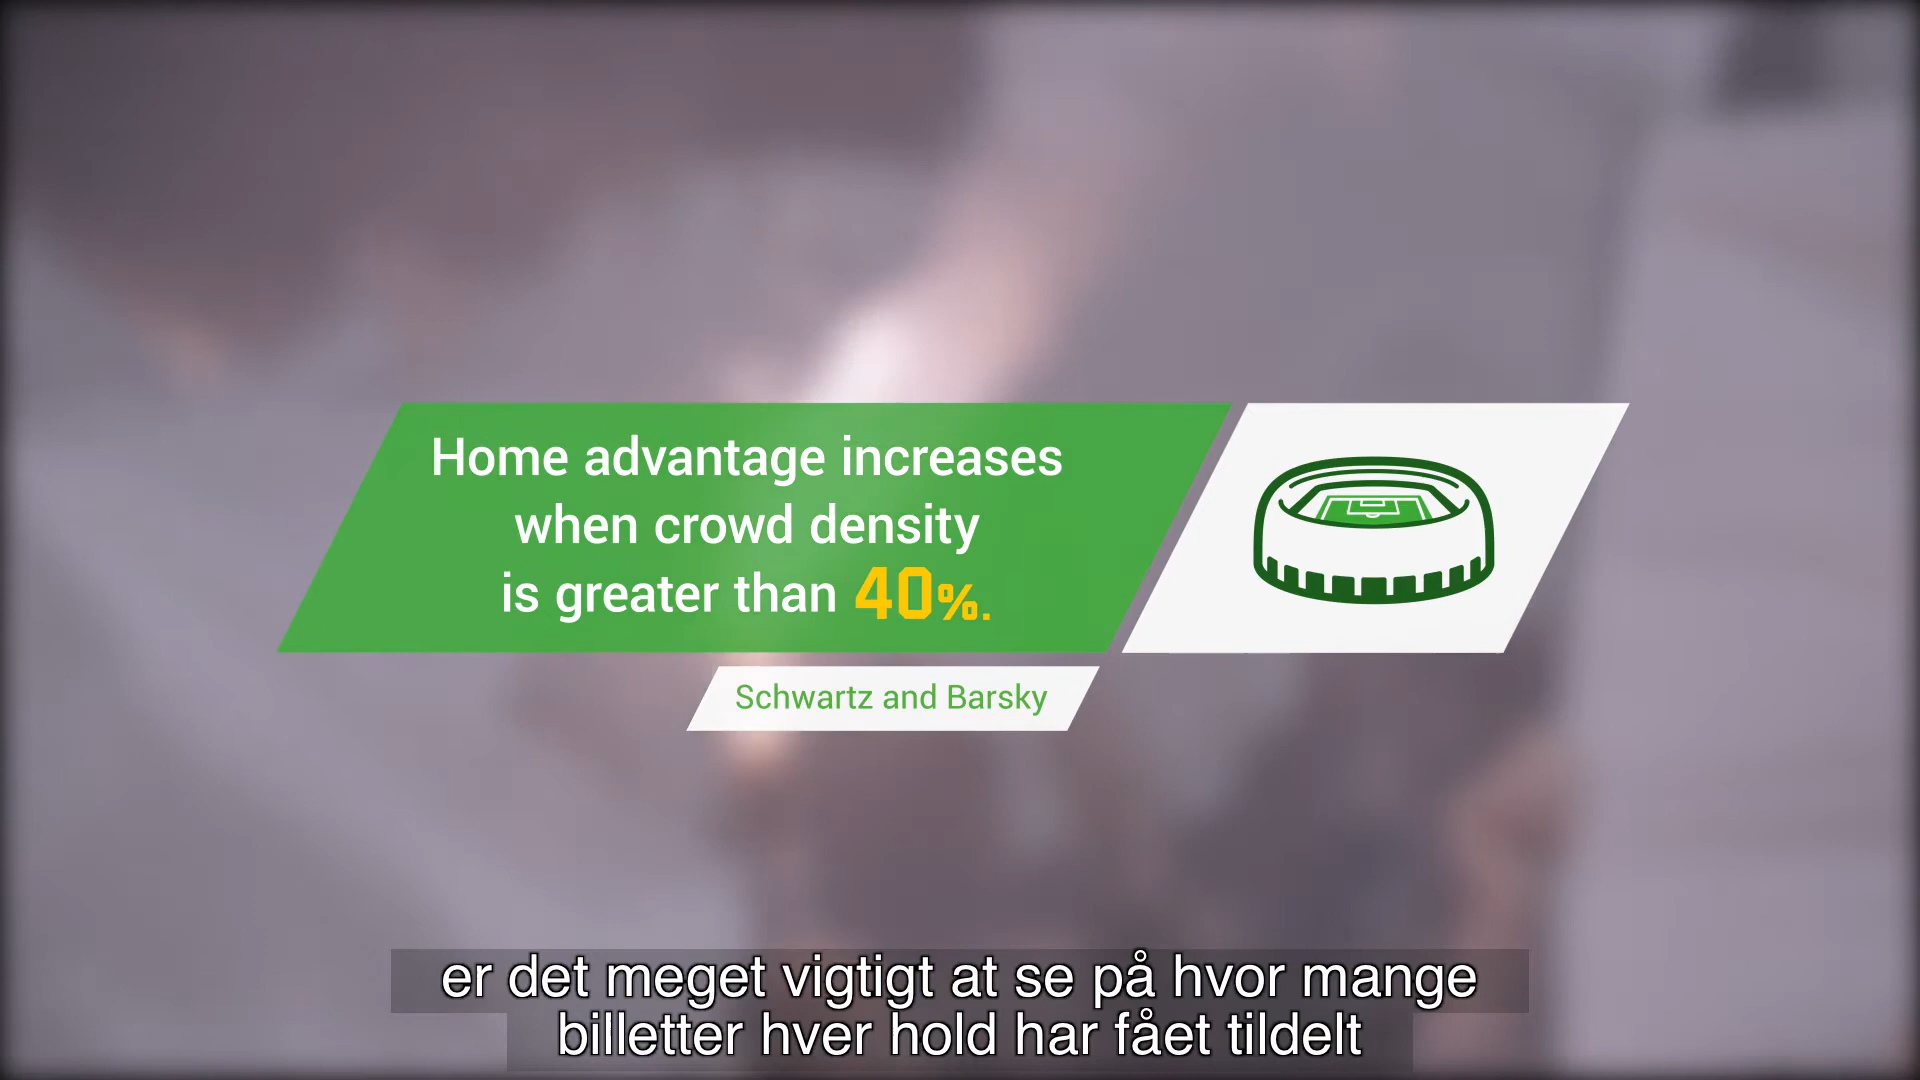 Home advantage increases
when crowd density
is greater than 40%.
Schwartz and Barsky
er det meget vigtigt at se på hvor mange
billetter hver hold har fået tildelt